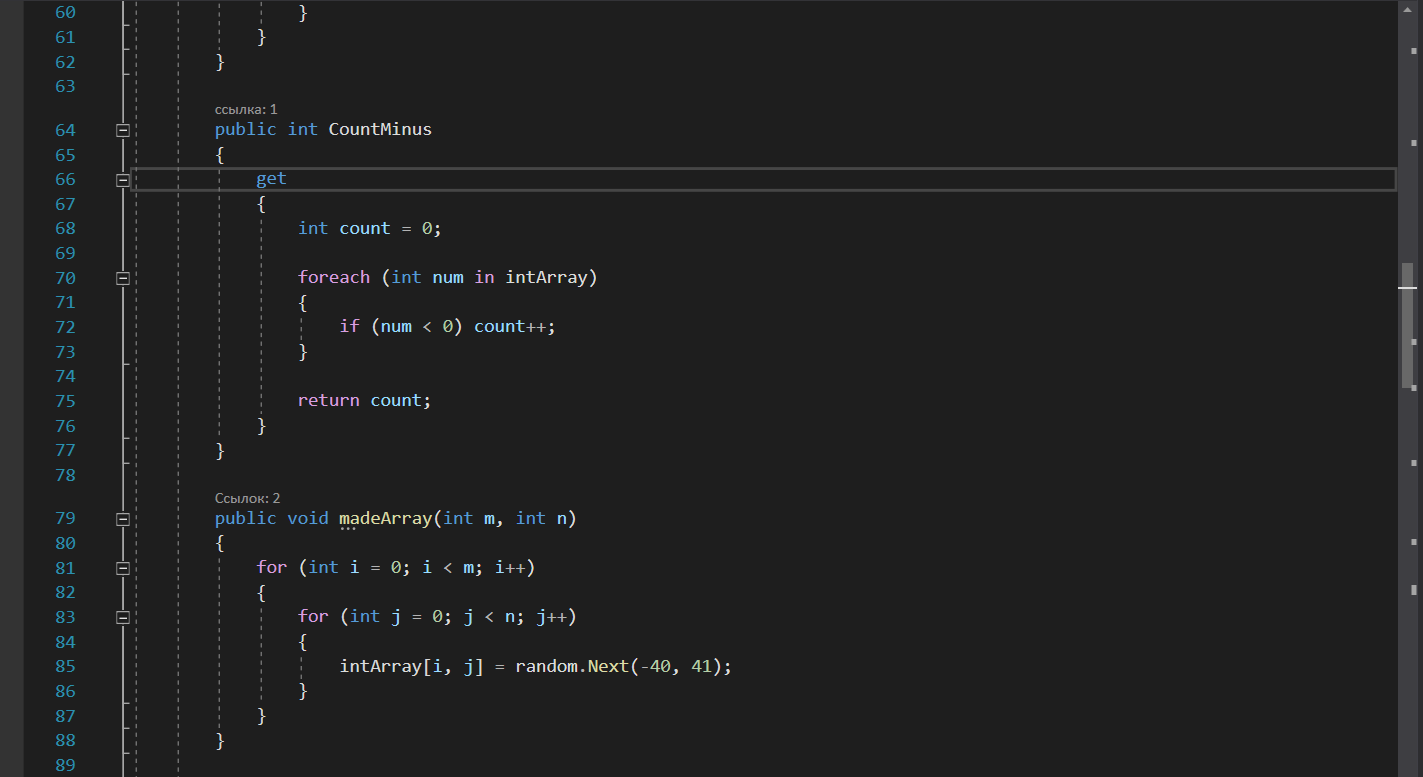 60 }
61 }
62 }
63
ссылка: 1
64 public int CountMinus
65 {
66 get
67 {
68 int count = 0;
69
70 foreach (int num in intArray)
71 {
72 if (num < 0) count++;
73 }
74
75 return count;
76 }
77 }
78
Ссылок: 2
79 public void madeArray(int m, int n)
80 {
81 for (int i = 0; i < m; i++)
82 {
83 for (int j = 0; j < n; j++)
84 {
85 intArray[i, j] = random.Next(-40, 41);
86 }
87 }
88 }
89